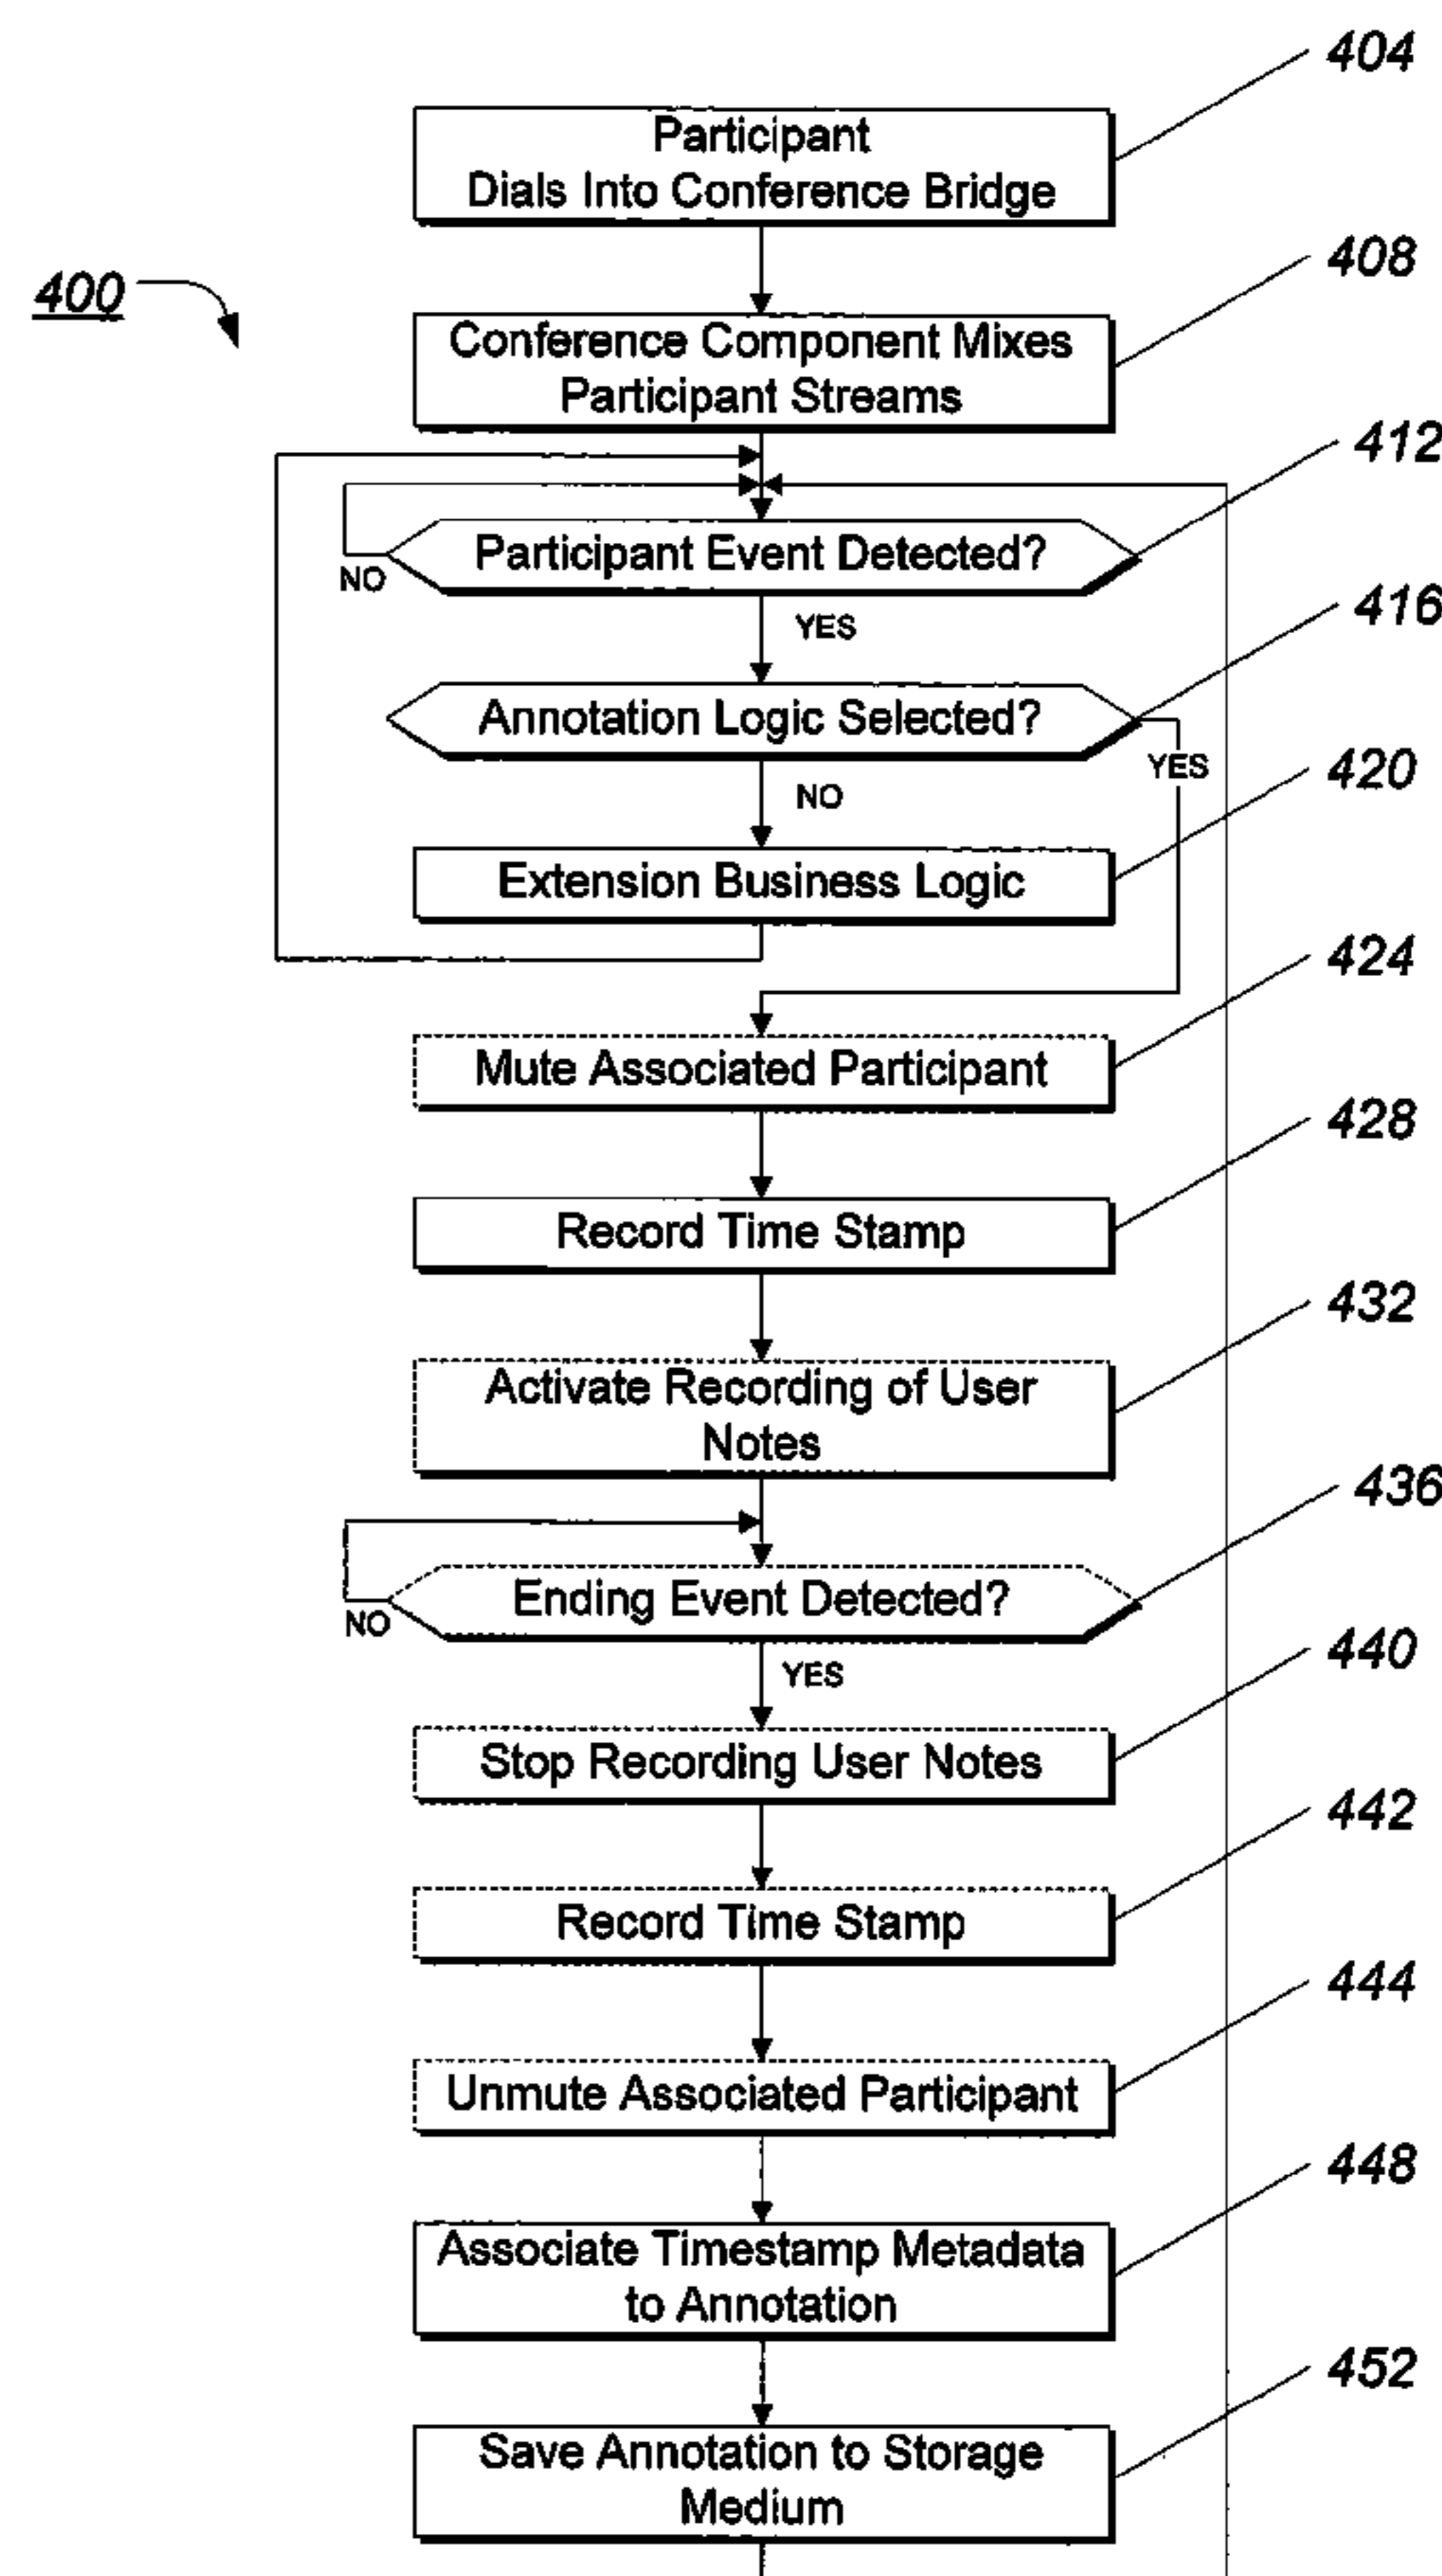 404
Participant
Dials Into Conference Bridge
400
408
Conference Component Mixes
Participant Streams
412
Participant Event Detected?
NO
YES
416
Annotation Logic Selected?
YES
NO
420
Extension Business Logic
424
Mute Associated Participant
428
Record Time Stamp
432
Activate Recording of User
Notes
436
Ending Event Detected?
NO
YES
440
Stop Recording User Notes
442
Record Time Stamp
444
Unmute Associated Participant
448
Associate Timestamp Metadata
to Annotation
452
Save Annotation to Storage
Medium